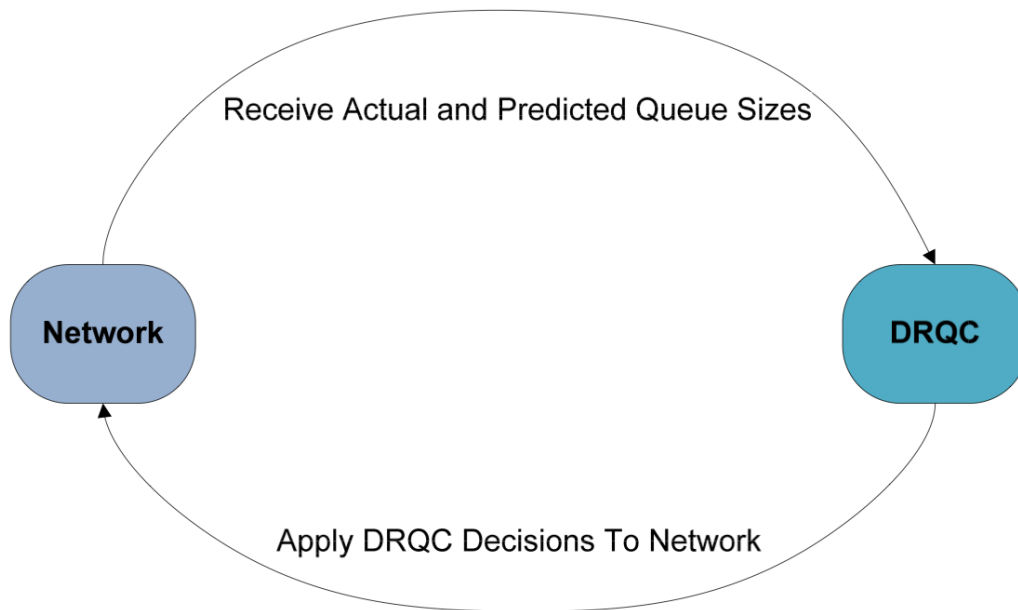 Receive Actual and Predicted Queue Sizes
Network
DRQC
Apply DRQC Decisions To Network